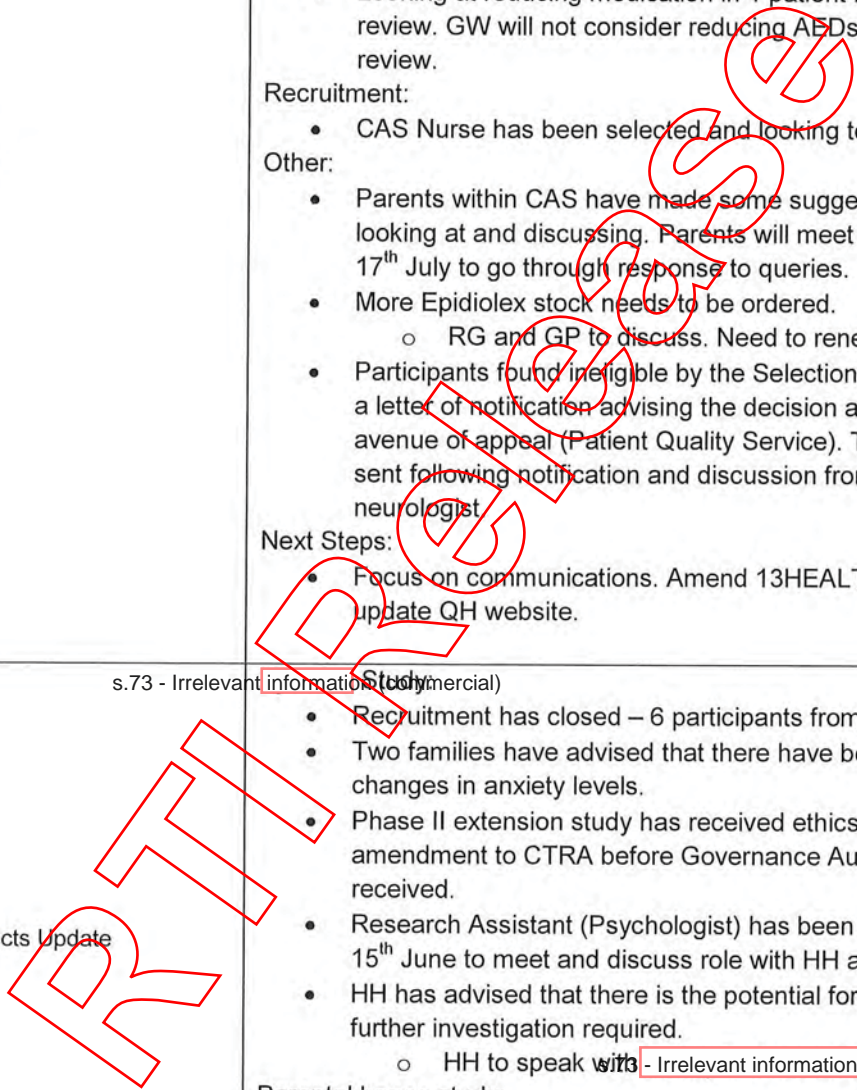 review. GW will not consider reducing AEDs
review.
Recruitment:
• CAS Nurse has been selected and looking to
Other:
• Parents within CAS have made some sugge
looking at and discussing. Parents will meet
17th July to go through response to queries.
• More Epidiolex stock needs to be ordered.
o RG and GP to discuss. Need to rene
• Participants found ineligible by the Selection
a letter of notification advising the decision a
avenue of appeal (Patient Quality Service). T
sent following notification and discussion fro
neurologist.
Next Steps:
• Focus on communications. Amend 13HEALT
update QH website.
s.73 - Irrelevant information (commercial)
Study:
• Recruitment has closed – 6 participants from
• Two families have advised that there have be
changes in anxiety levels.
• Phase II extension study has received ethics
amendment to CTRA before Governance Au
received.
cts Update
• Research Assistant (Psychologist) has been
15th June to meet and discuss role with HH a
• HH has advised that there is the potential for
further investigation required.
o HH to speak with
s.73 - Irrelevant information
RTI Release